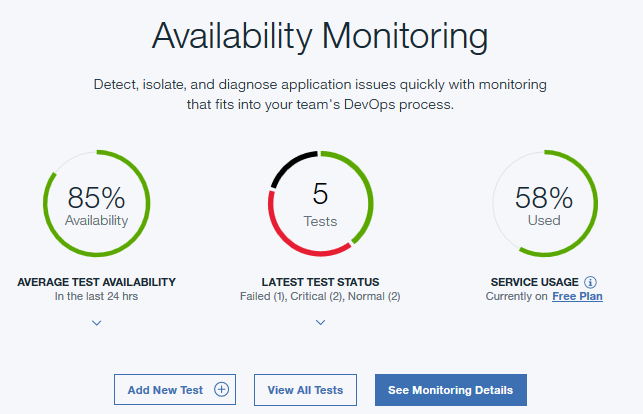 Availability Monitoring
Detect, isolate, and diagnose application issues quickly with monitoring
that fits into your team's DevOps process.
85%
Availability
5
Tests
58%
Used
AVERAGE TEST AVAILABILITY
In the last 24 hrs
LATEST TEST STATUS
Failed (1), Critical (2), Normal (2)
SERVICE USAGE
Currently on Free Plan
Add New Test
View All Tests
See Monitoring Details